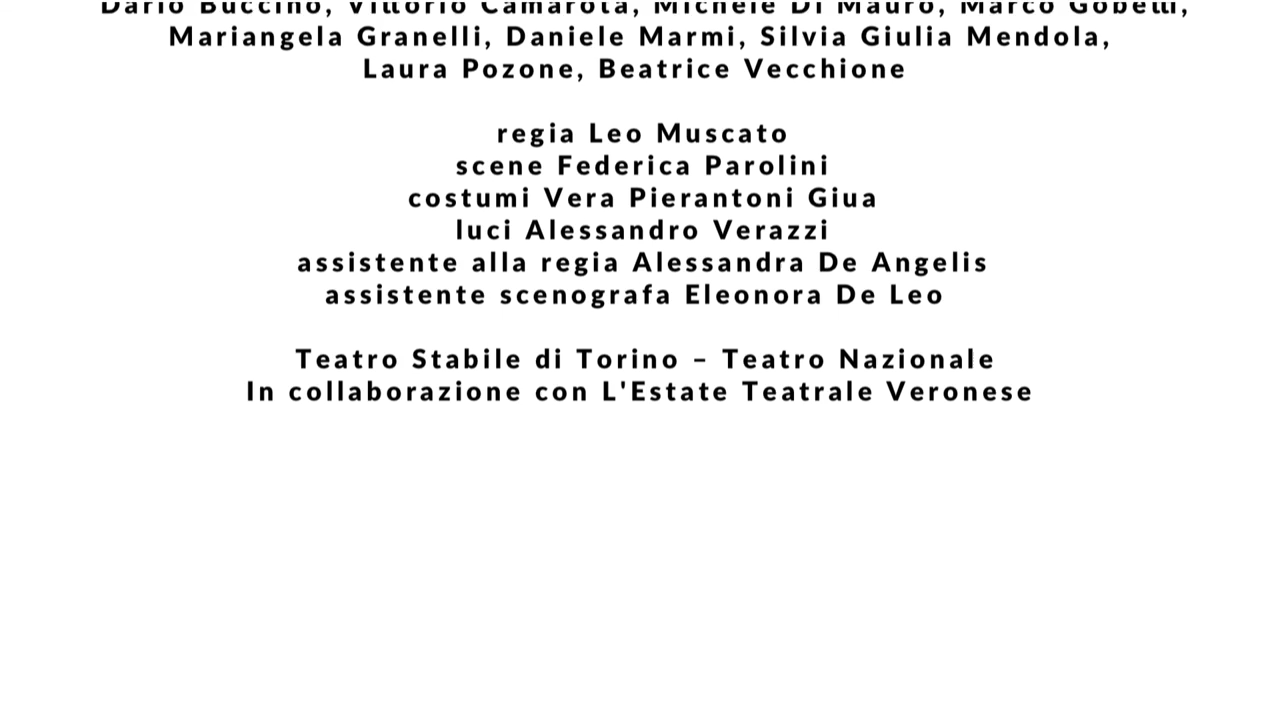 Dario Buccino, Vittorio Camarota, Michele Di Mauro, Marco Gobetti,
Mariangela Granelli, Daniele Marmi, Silvia Giulia Mendola,
Laura Pozone, Beatrice Vecchione
regia Leo Muscato
scene Federica Parolini
costumi Vera Pierantoni Giua
luci Alessandro Verazzi
assistente alla regia Alessandra De Angelis
assistente scenografa Eleonora De Leo
Teatro Stabile di Torino – Teatro Nazionale
In collaborazione con L'Estate Teatrale Veronese